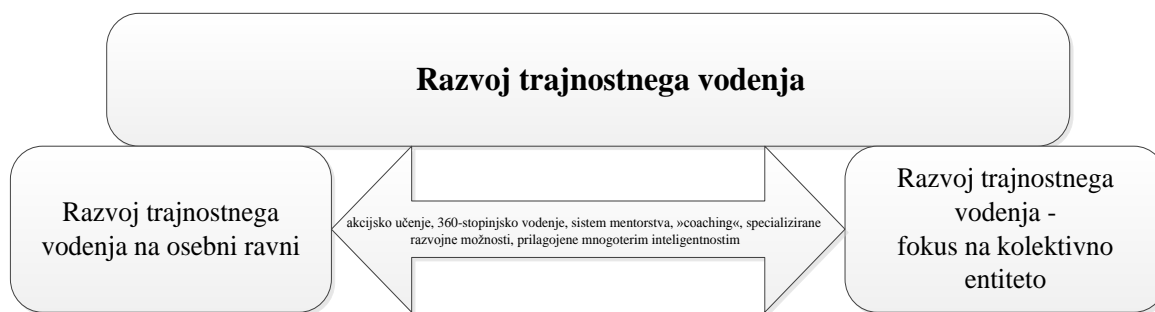 Razvoj trajnostnega vodenja
Razvoj trajnostnega
vodenja na osebni ravni
akcijsko učenje, 360-stopinjsko vodenje, sistem mentorstva, »coaching«, specializirane
razvojne možnosti, prilagojene mnogoterim inteligentnostim
Razvoj trajnostnega
vodenja -
fokus na kolektivno
entiteto